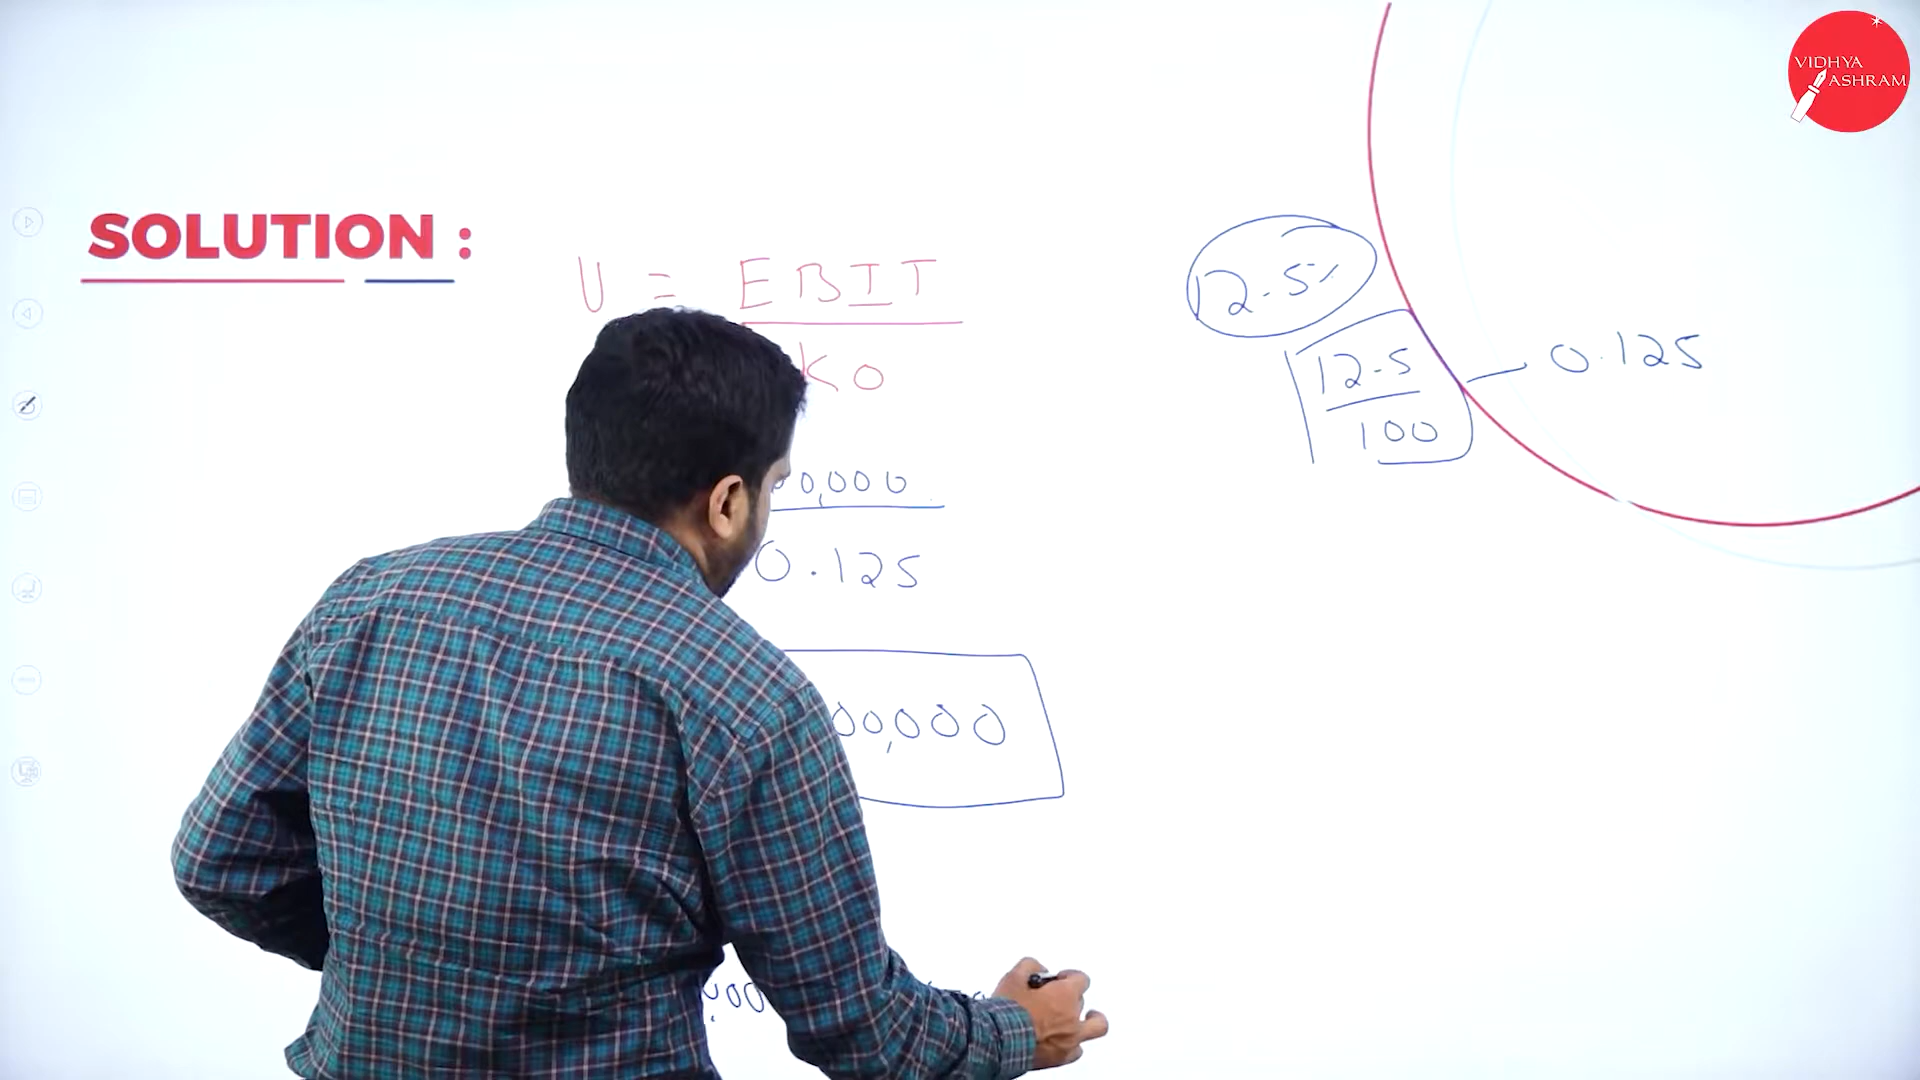 VIDHYA
ASHRAM
SOLUTION :
V = EBIT
KO
12.5%
12.5
100
0.125
0,000
0.125
00,000